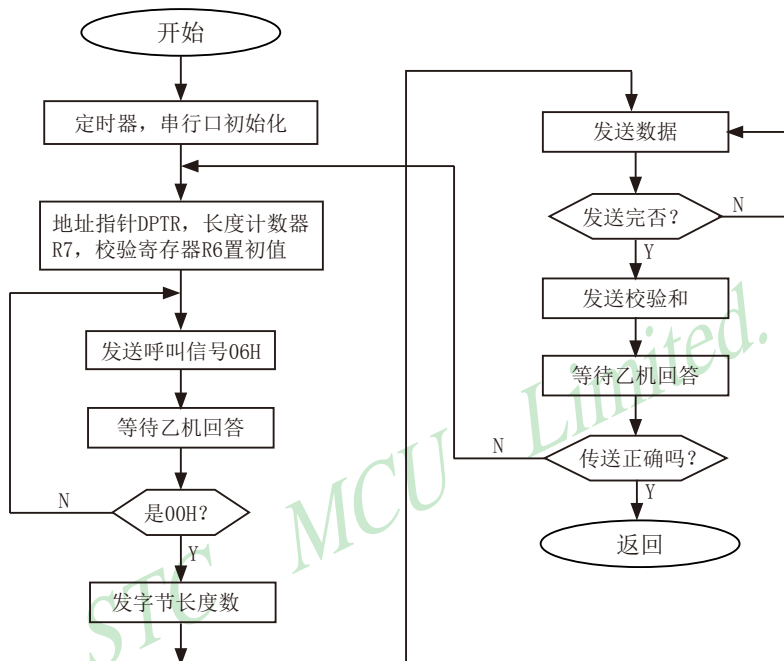 开始
定时器，串行口初始化
地址指针DPTR，长度计数器
R7，校验寄存器R6置初值
发送呼叫信号06H
等待乙机回答
是00H？
N
Y
发字节长度数
发送数据
发送完否？
N
Y
发送校验和
等待乙机回答
传送正确吗？
N
Y
返回
STC MCU Limited.